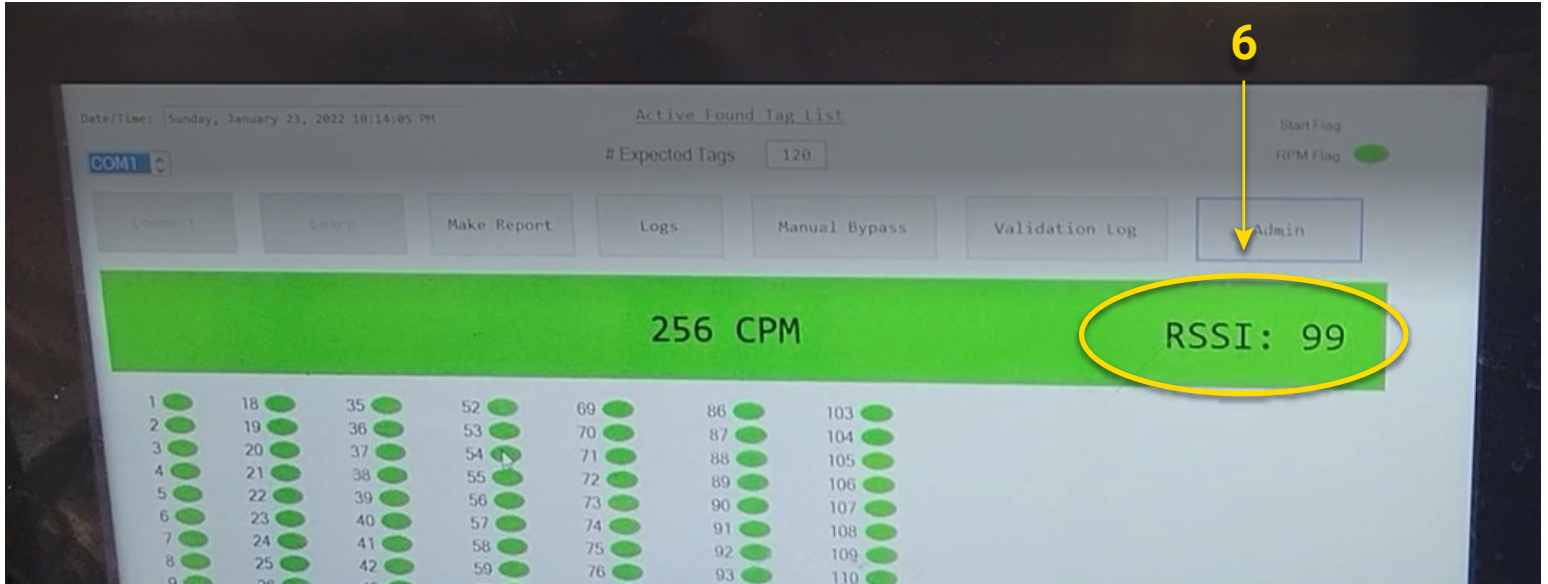 6
Date/Time: Sunday, January 23, 2022 10:14:05 PM
Active Found Tag List
Start Flag
COM1
# Expected Tags 120
RPM Flag
Connect Learn Make Report Logs Manual Bypass Validation Log Admin
256 CPM RSSI: 99
1 18 35 52 69 86 103
2 19 36 53 70 87 104
3 20 37 54 71 88 105
4 21 38 55 72 89 106
5 22 39 56 73 90 107
6 23 40 57 74 91 108
7 24 41 58 75 92 109
8 25 42 59 76 93 110
9